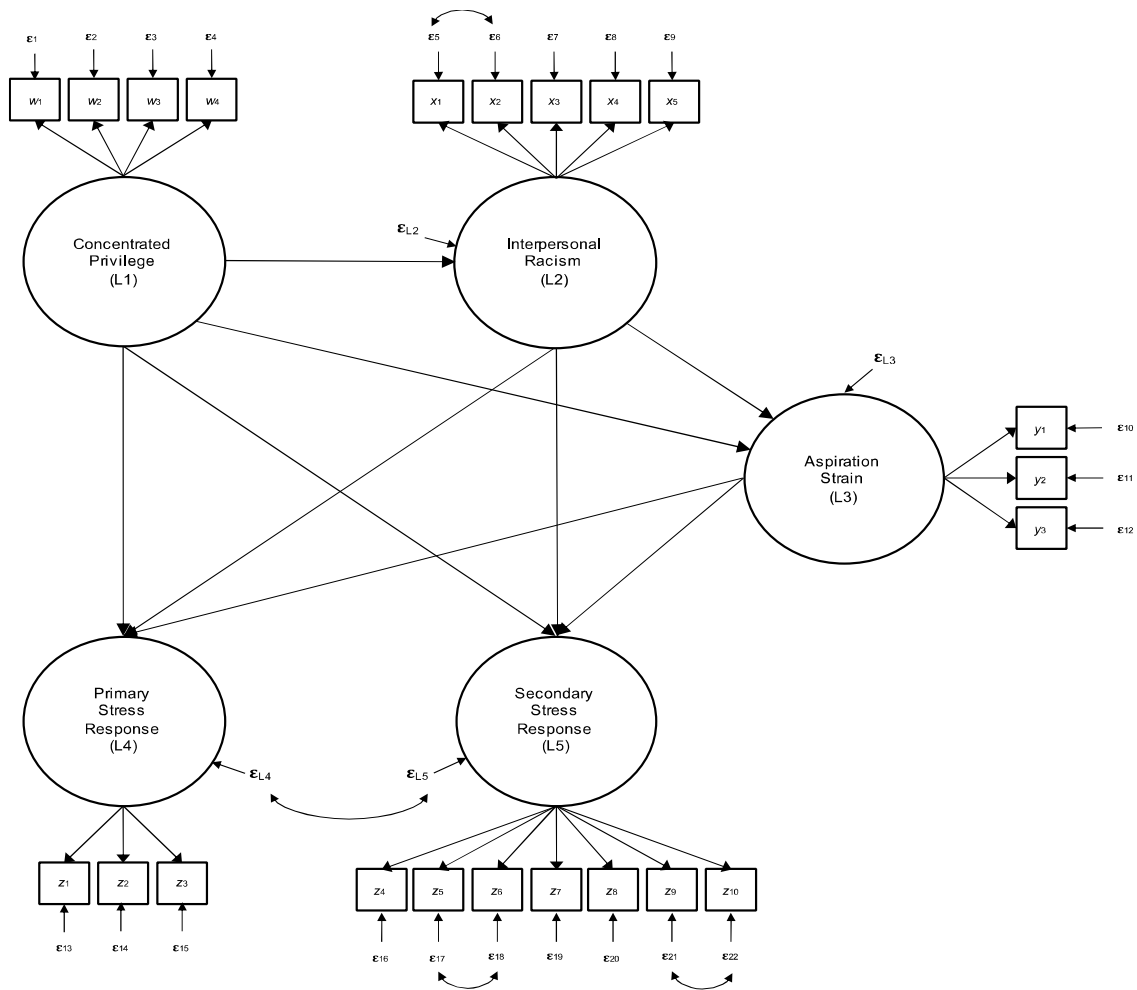 ε1 ε2 ε3 ε4 ε5 ε6 ε7 ε8 ε9
w1 w2 w3 w4 x1 x2 x3 x4 x5
εL2
Concentrated
Privilege
(L1)
Interpersonal
Racism
(L2)
εL3
Aspiration
Strain
(L3)
y1 ε10
y2 ε11
y3 ε12
Primary
Stress
Response
(L4)
Secondary
Stress
Response
(L5)
εL4 εL5
z1 z2 z3 z4 z5 z6 z7 z8 z9 z10
ε13 ε14 ε15 ε16 ε17 ε18 ε19 ε20 ε21 ε22